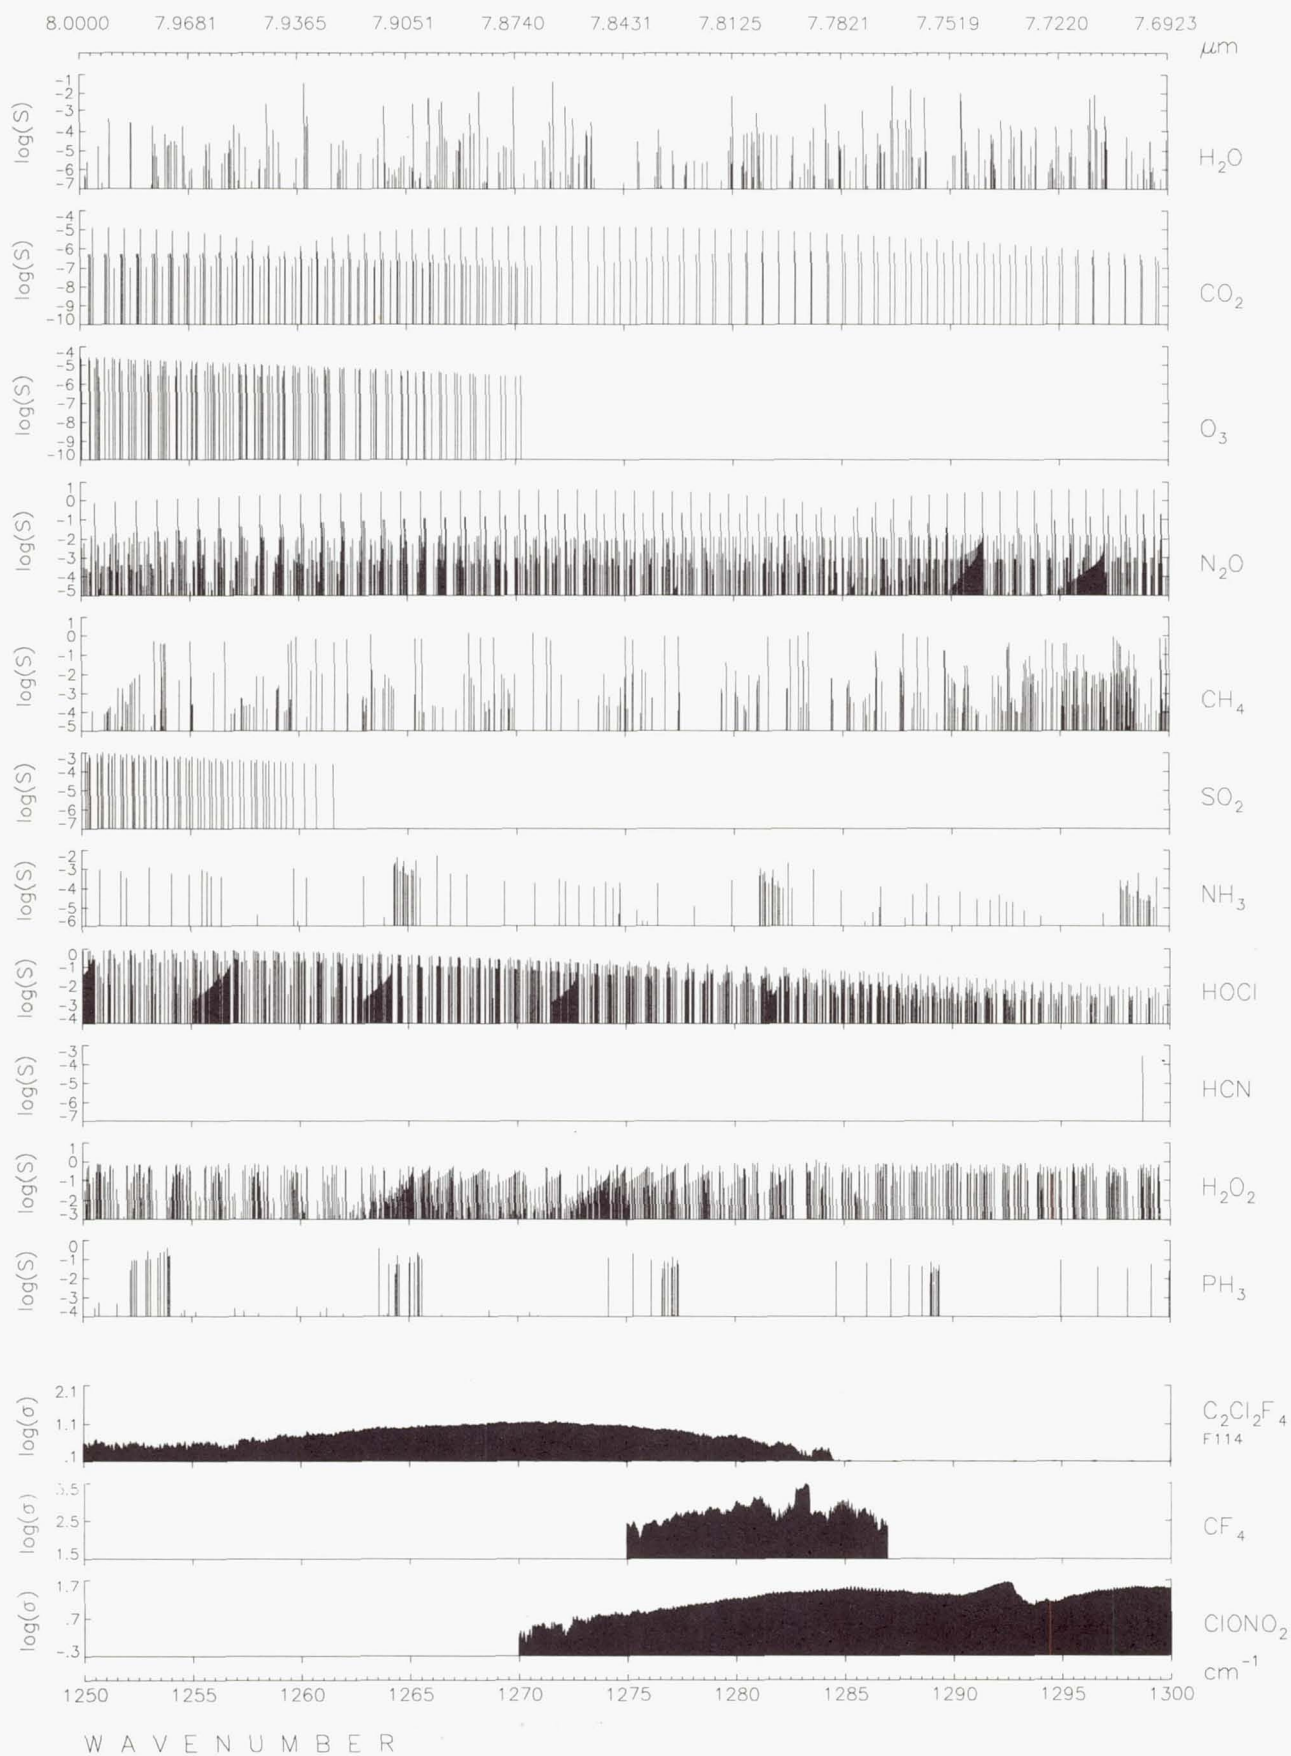 8.0000 7.9681 7.9365 7.9051 7.8740 7.8431 7.8125 7.7821 7.7519 7.7220 7.6923
μm
log(S) -1 -2 -3 -4 -5 -6 -7 H₂O
log(S) -4 -5 -6 -7 -8 -9 -10 CO₂
log(S) -4 -5 -6 -7 -8 -9 -10 O₃
log(S) 1 0 -1 -2 -3 -4 -5 N₂O
log(S) 1 0 -1 -2 -3 -4 -5 CH₄
log(S) -3 -4 -5 -6 -7 SO₂
log(S) -2 -3 -4 -5 -6 NH₃
log(S) 0 -1 -2 -3 -4 HOCl
log(S) -3 -4 -5 -6 -7 HCN
log(S) 1 0 -1 -2 -3 H₂O₂
log(S) 0 -1 -2 -3 -4 PH₃
log(σ) 2.1 1.1 .1 C₂Cl₂F₄
F114
log(σ) 3.5 2.5 1.5 CF₄
log(σ) 1.7 .7 -.3 ClONO₂
cm⁻¹
1250 1255 1260 1265 1270 1275 1280 1285 1290 1295 1300
WAVENUMBER